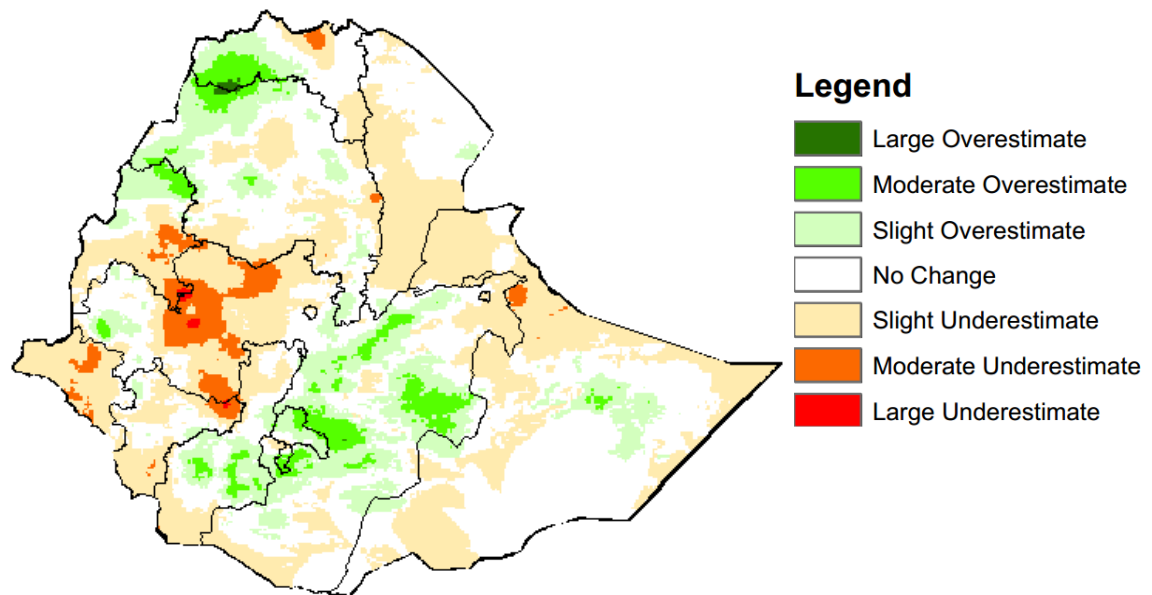 Legend
Large Overestimate
Moderate Overestimate
Slight Overestimate
No Change
Slight Underestimate
Moderate Underestimate
Large Underestimate